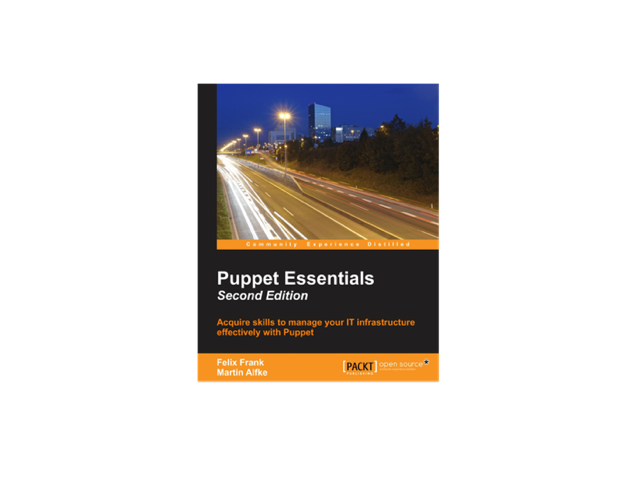 Community Experience Distilled
Puppet Essentials
Second Edition
Acquire skills to manage your IT infrastructure
effectively with Puppet
Felix Frank
Martin Alfke
[PACKT] open source*
PUBLISHING